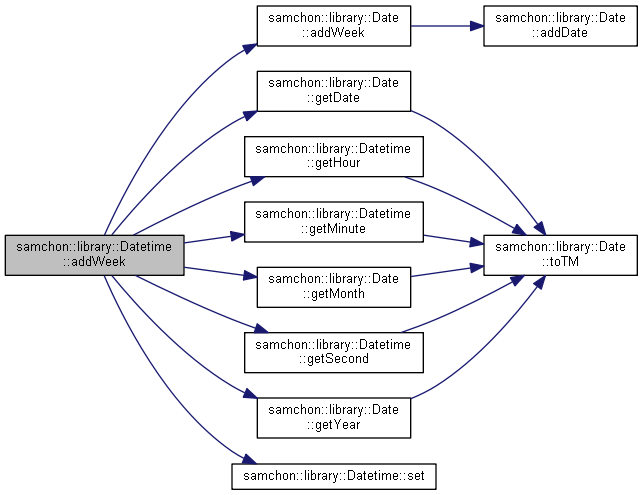 samchon::library::Date
::addWeek
samchon::library::Date
::addDate
samchon::library::Date
::getDate
samchon::library::Datetime
::getHour
samchon::library::Datetime
::getMinute
samchon::library::Datetime
::addWeek
samchon::library::Date
::toTM
samchon::library::Date
::getMonth
samchon::library::Datetime
::getSecond
samchon::library::Date
::getYear
samchon::library::Datetime::set